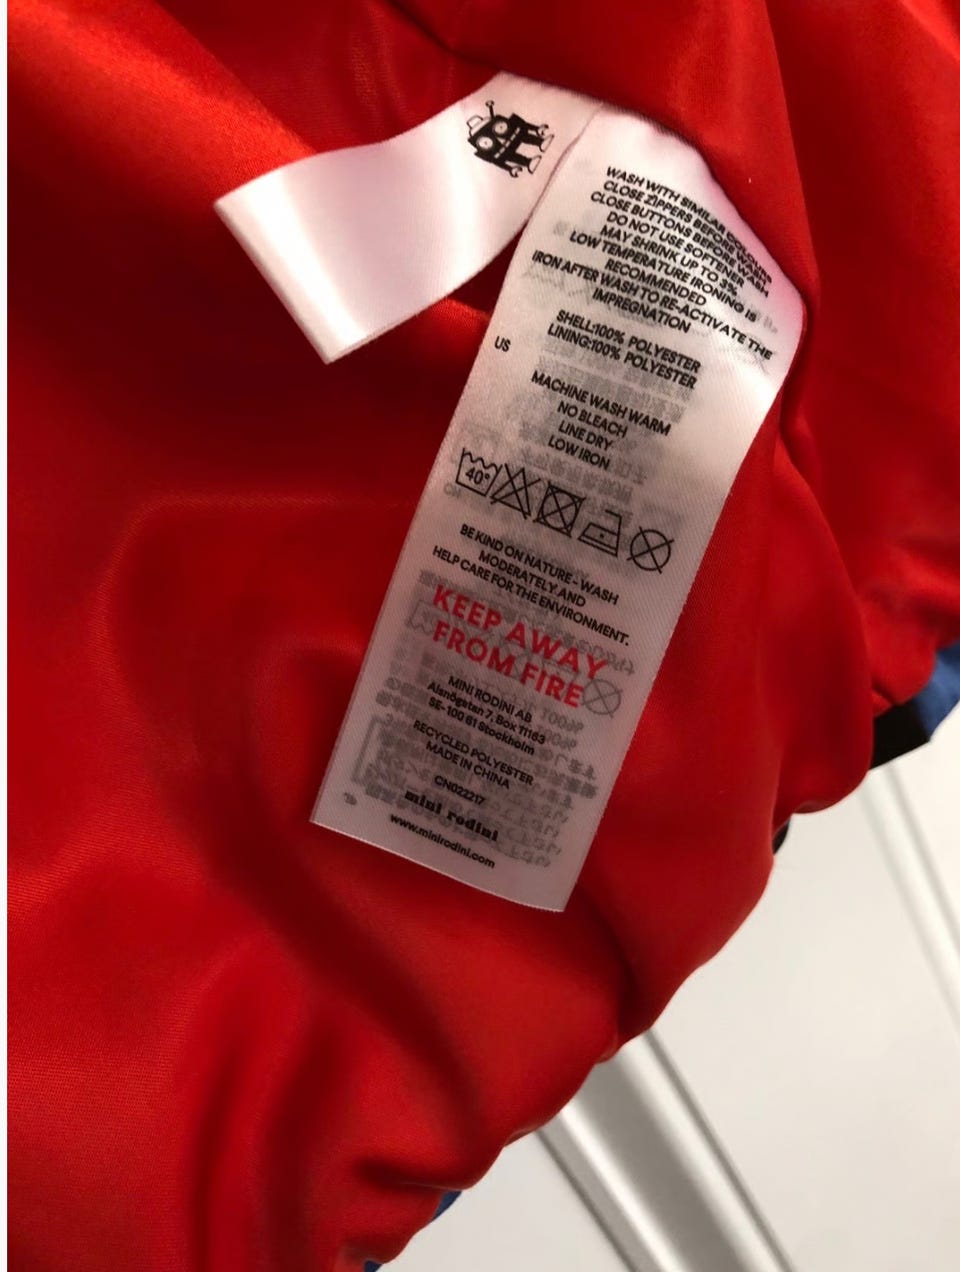 WASH WITH SIMILAR COLOURS
CLOSE ZIPPERS BEFORE WASH
CLOSE BUTTONS BEFORE WASH
DO NOT USE SOFTENER
MAY SHRINK UP TO 3%
LOW TEMPERATURE IRONING IS
RECOMMENDED
IRON AFTER WASH TO RE-ACTIVATE THE
IMPREGNATION
SHELL:100% POLYESTER
LINING:100% POLYESTER
US
MACHINE WASH WARM
NO BLEACH
LINE DRY
LOW IRON
40°
CN
BE KIND ON NATURE - WASH
MODERATELY AND
HELP CARE FOR THE ENVIRONMENT.
KEEP AWAY
FROM FIRE
MINI RODINI AB
Alsnögatan 7, Box 11163
SE-100 61 Stockholm
RECYCLED POLYESTER
MADE IN CHINA
CN022217
mini rodini
www.minirodini.com